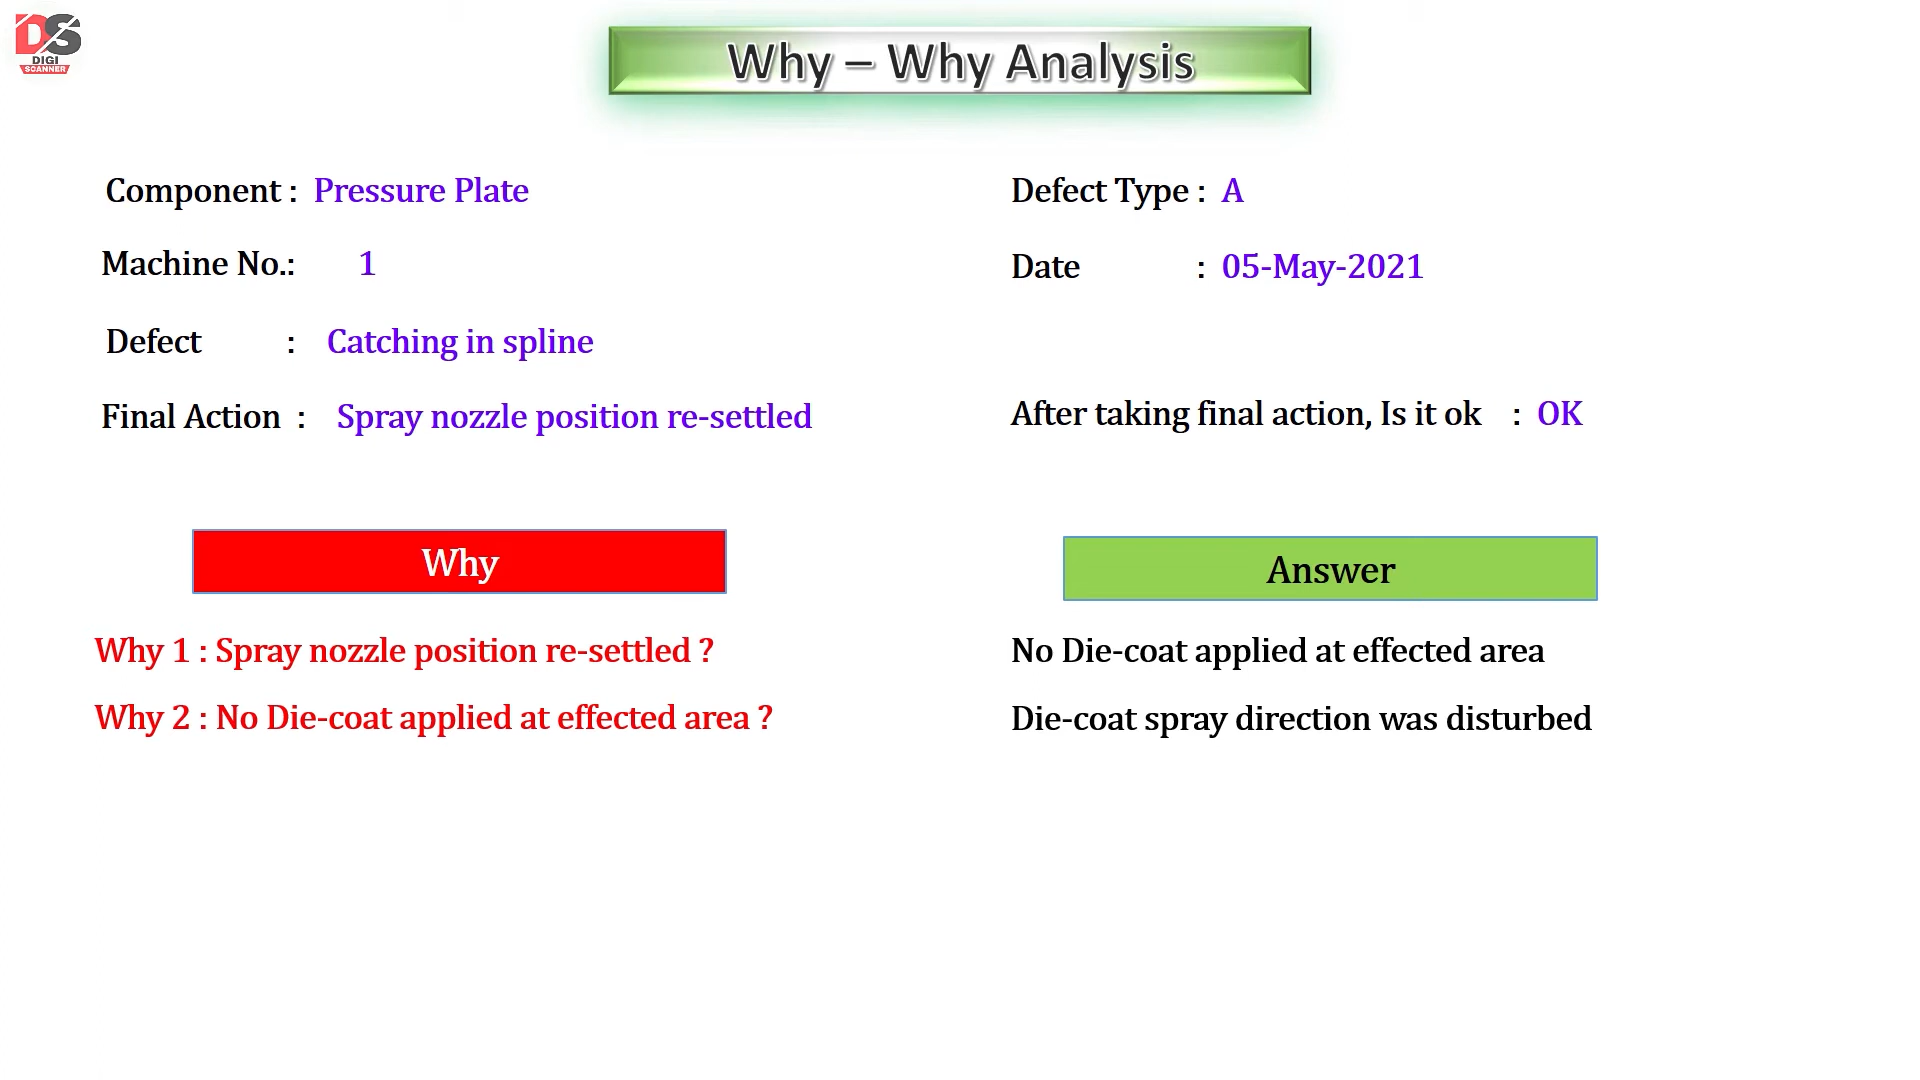 DS
DIGI
SCANNER
Why – Why Analysis
Component : Pressure Plate
Defect Type : A
Machine No.: 1
Date : 05-May-2021
Defect : Catching in spline
Final Action : Spray nozzle position re-settled
After taking final action, Is it ok : OK
Why
Answer
Why 1 : Spray nozzle position re-settled ?
No Die-coat applied at effected area
Why 2 : No Die-coat applied at effected area ?
Die-coat spray direction was disturbed